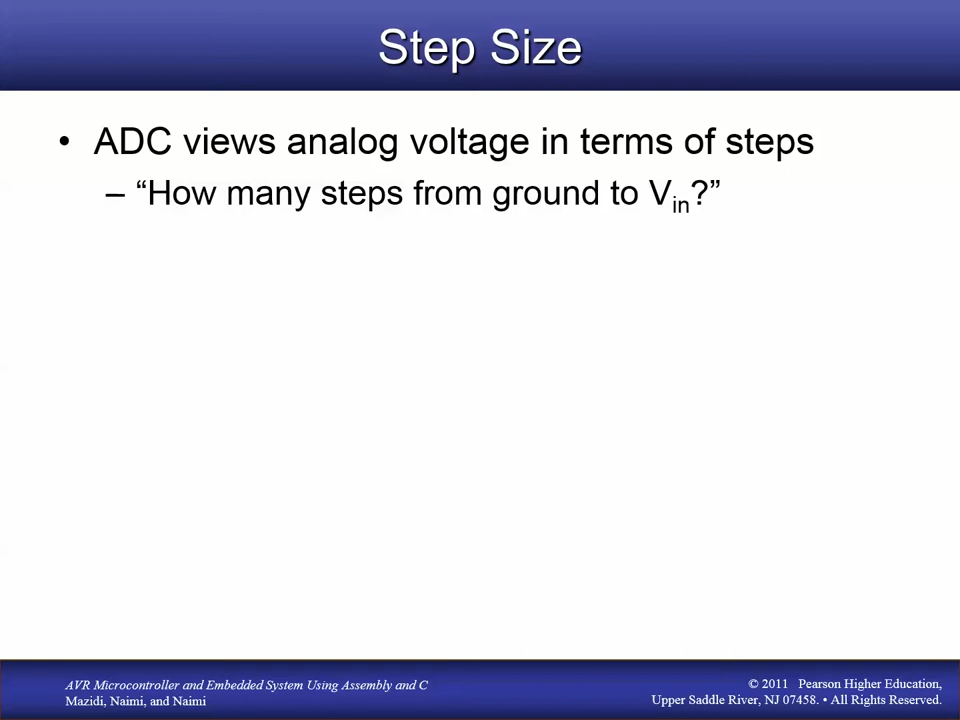 Step Size
• ADC views analog voltage in terms of steps
– “How many steps from ground to Vin?”
AVR Microcontroller and Embedded System Using Assembly and C
Mazidi, Naimi, and Naimi
© 2011 Pearson Higher Education,
Upper Saddle River, NJ 07458. • All Rights Reserved.